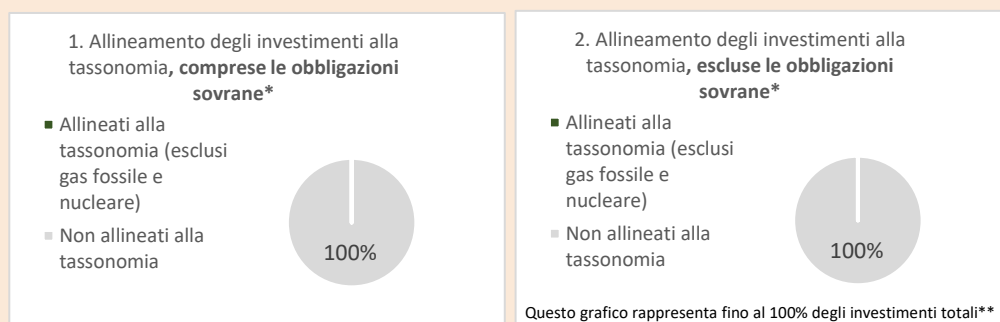 1. Allineamento degli investimenti alla
tassonomia, comprese le obbligazioni
sovrane*
Allineati alla
tassonomia (esclusi
gas fossile e
nucleare)
Non allineati alla
tassonomia
100%
2. Allineamento degli investimenti alla
tassonomia, escluse le obbligazioni
sovrane*
Allineati alla
tassonomia (esclusi
gas fossile e
nucleare)
Non allineati alla
tassonomia
100%
Questo grafico rappresenta fino al 100% degli investimenti totali**